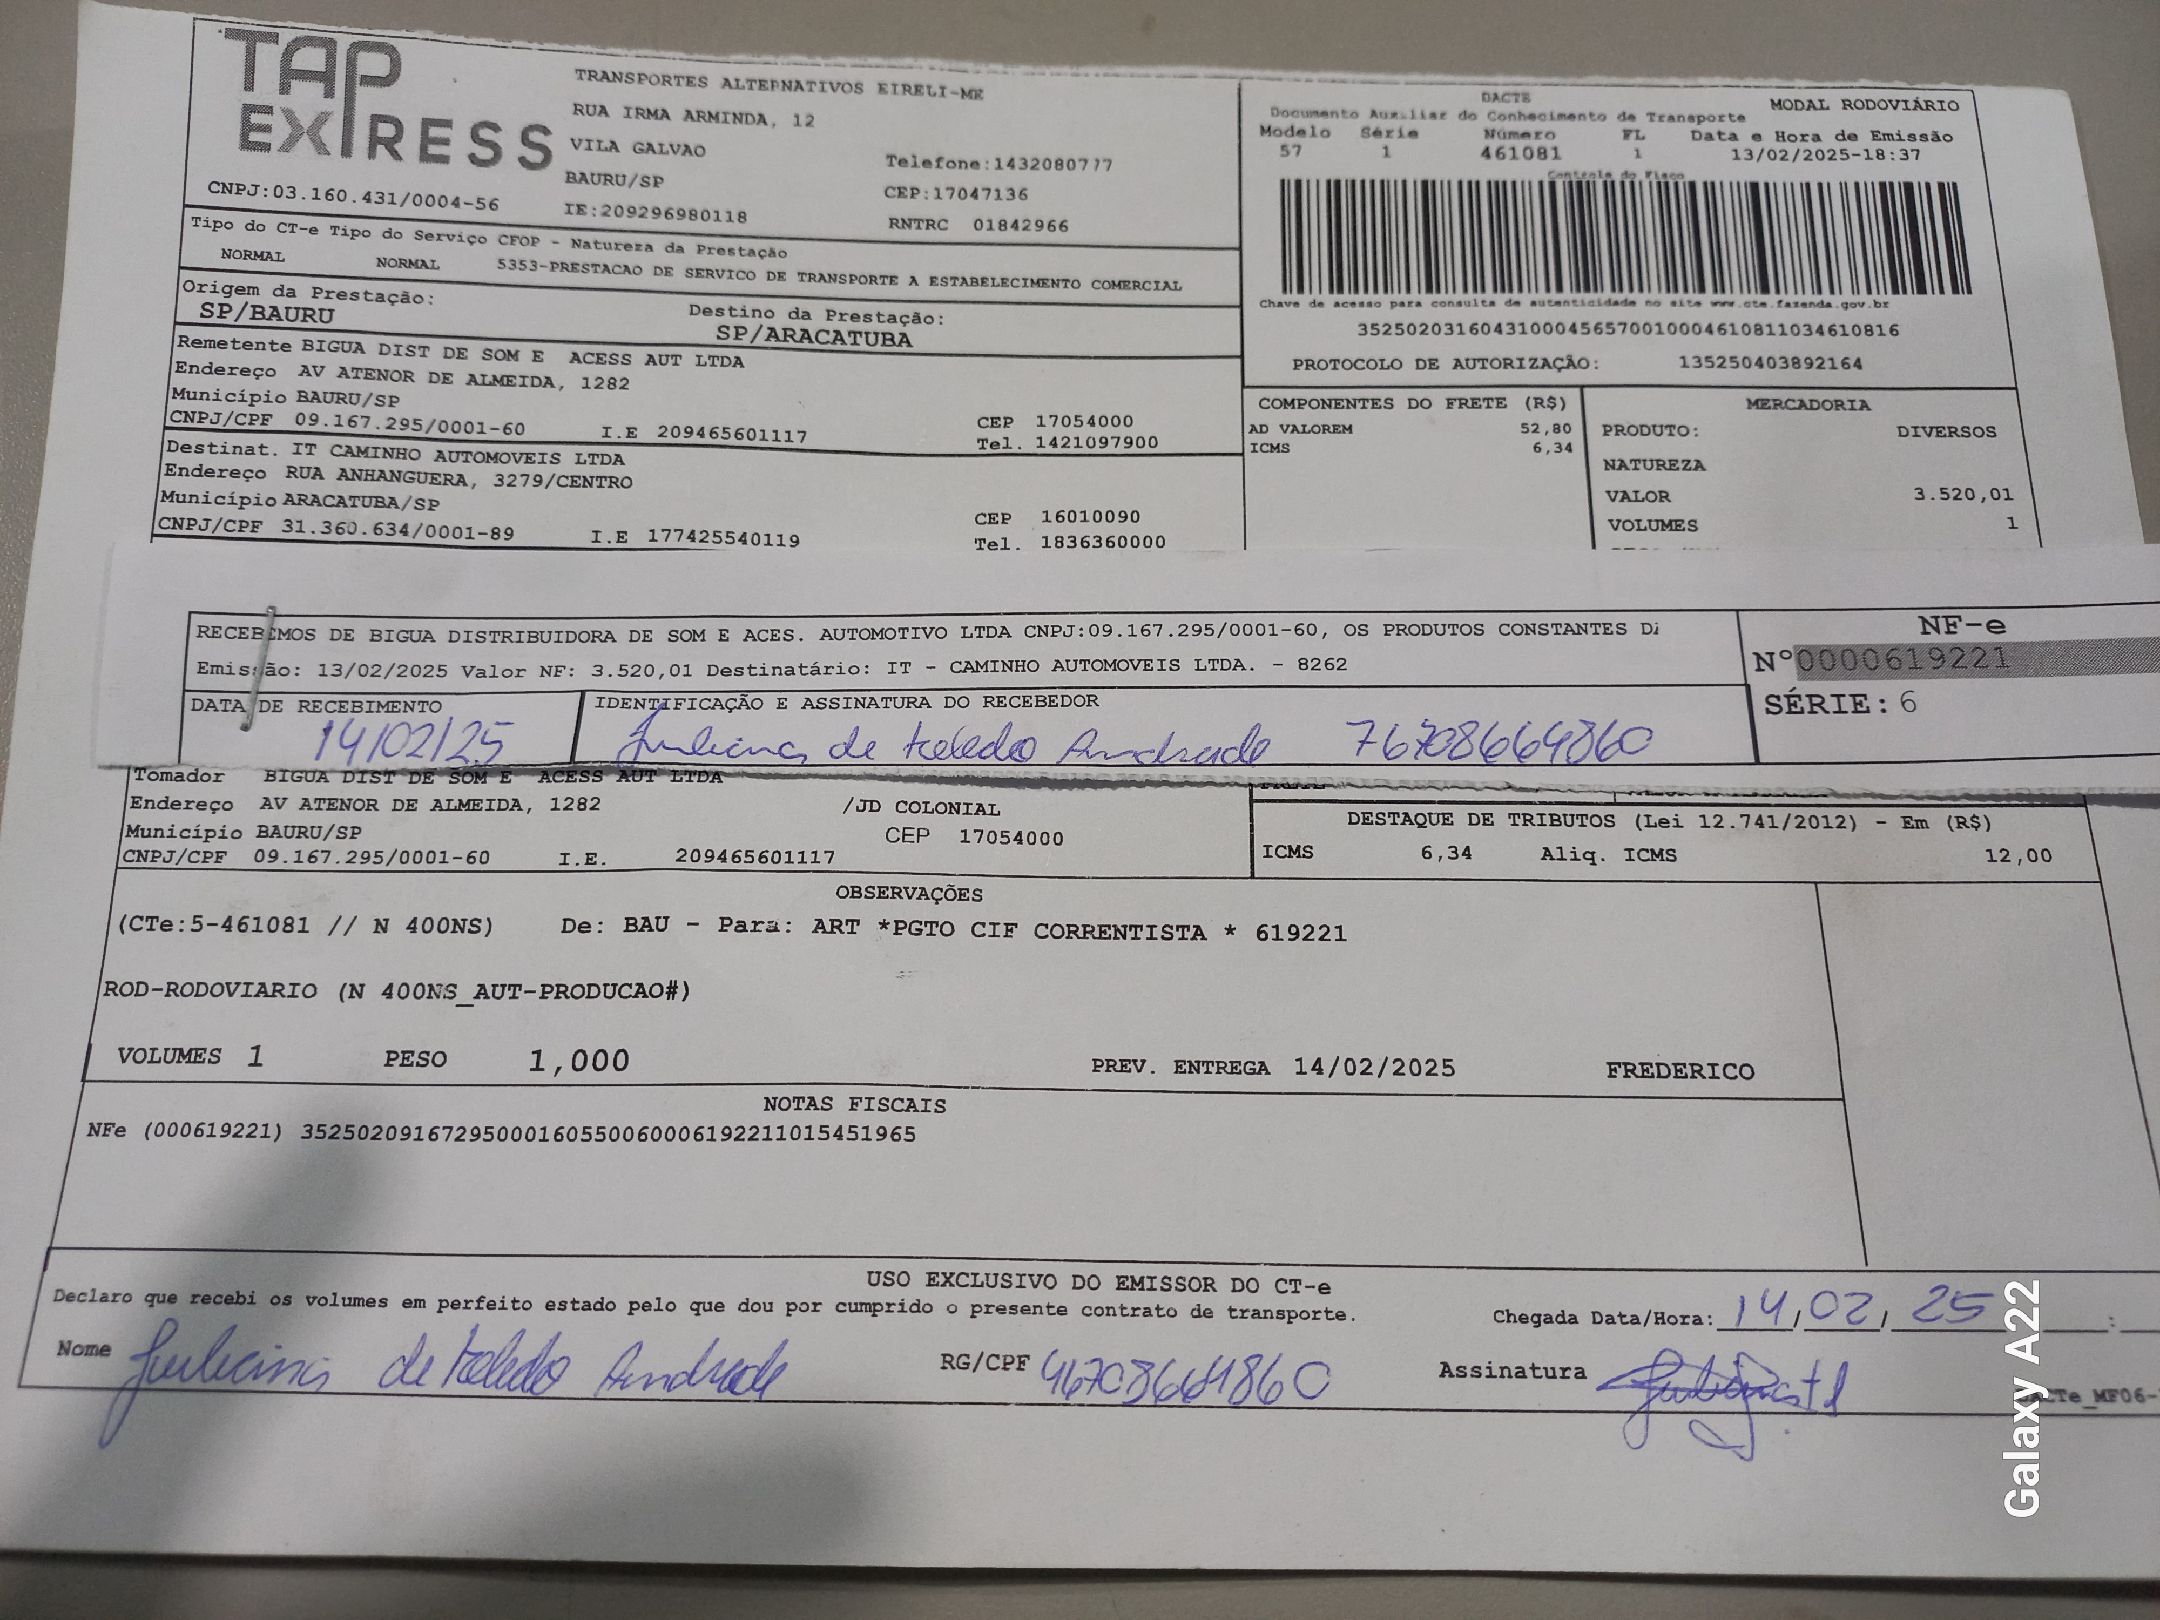 TAP EXPRESS
TRANSPORTES ALTERNATIVOS EIRELI-ME
RUA IRMA ARMINDA, 12
VILA GALVAO
BAURU/SP
IE:209296980118
Telefone:1432080777
CEP:17047136
RNTRC 01842966
CNPJ:03.160.431/0004-56
DACTE
MODAL RODOVIÁRIO
Documento Auxiliar do Conhecimento de Transporte
Modelo Série Número FL Data e Hora de Emissão
57 1 461081 1 13/02/2025-18:37
Controle do Fisco
Chave de acesso para consulta de autenticidade no site www.cte.fazenda.gov.br
35250203160431000456570010004610811034610816
PROTOCOLO DE AUTORIZAÇÃO: 135250403892164
Tipo do CT-e Tipo do Serviço CFOP - Natureza da Prestação
NORMAL NORMAL 5353-PRESTACAO DE SERVICO DE TRANSPORTE A ESTABELECIMENTO COMERCIAL
Origem da Prestação: Destino da Prestação:
SP/BAURU SP/ARACATUBA
Remetente BIGUA DIST DE SOM E ACESS AUT LTDA
Endereço AV ATENOR DE ALMEIDA, 1282
Município BAURU/SP CEP 17054000
CNPJ/CPF 09.167.295/0001-60 I.E 209465601117 Tel. 1421097900
Destinat. IT CAMINHO AUTOMOVEIS LTDA
Endereço RUA ANHANGUERA, 3279/CENTRO
Município ARACATUBA/SP CEP 16010090
CNPJ/CPF 31.360.634/0001-89 I.E 177425540119 Tel. 1836360000
COMPONENTES DO FRETE (R$)
AD VALOREM 52,80
ICMS 6,34
MERCADORIA
PRODUTO: DIVERSOS
NATUREZA
VALOR 3.520,01
VOLUMES 1
RECEBEMOS DE BIGUA DISTRIBUIDORA DE SOM E ACES. AUTOMOTIVO LTDA CNPJ:09.167.295/0001-60, OS PRODUTOS CONSTANTES
Emissão: 13/02/2025 Valor NF: 3.520,01 Destinatário: IT - CAMINHO AUTOMOVEIS LTDA. - 8262
NF-e
Nº0000619221
SÉRIE: 6
DATA DE RECEBIMENTO IDENTIFICAÇÃO E ASSINATURA DO RECEBEDOR
14/02/25 Juliana de Toledo Andrade 76708664860
Tomador BIGUA DIST DE SOM E ACESS AUT LTDA
Endereço AV ATENOR DE ALMEIDA, 1282 /JD COLONIAL
Município BAURU/SP CEP 17054000
CNPJ/CPF 09.167.295/0001-60 I.E. 209465601117
DESTAQUE DE TRIBUTOS (Lei 12.741/2012) - Em (R$)
ICMS 6,34 Aliq. ICMS 12,00
OBSERVAÇÕES
(CTe:5-461081 // N 400NS) De: BAU - Para: ART *PGTO CIF CORRENTISTA * 619221
ROD-RODOVIARIO (N 400NS_AUT-PRODUCAO#)
VOLUMES 1 PESO 1,000 PREV. ENTREGA 14/02/2025 FREDERICO
NOTAS FISCAIS
NFe (000619221) 35250209167295000160550060006192211015451965
USO EXCLUSIVO DO EMISSOR DO CT-e
Declaro que recebi os volumes em perfeito estado pelo que dou por cumprido o presente contrato de transporte.
Chegada Data/Hora: 14/02/25 :
Nome Juliana de Toledo Andrade RG/CPF 46708664860 Assinatura
Galaxy A22